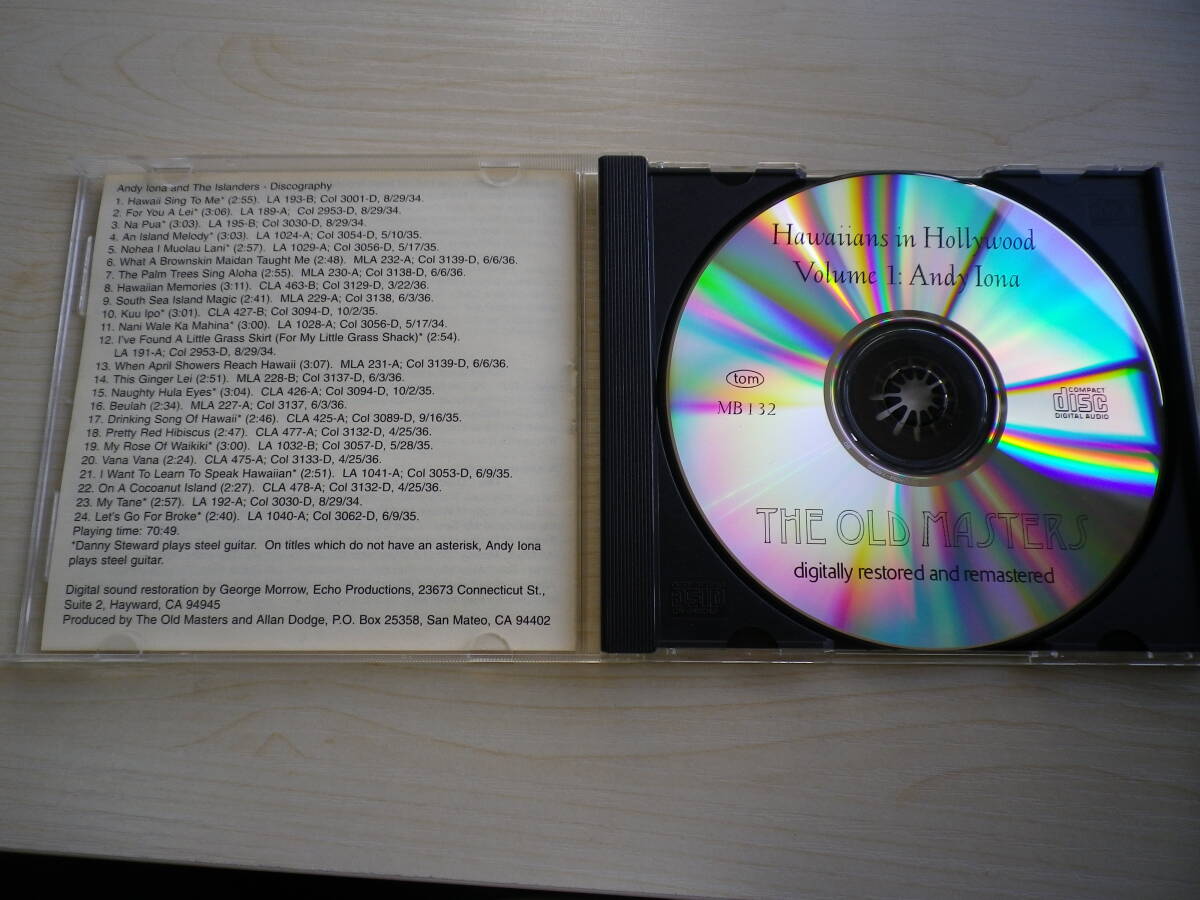 Andy Iona and The Islanders - Discography
1. Hawaii Sing To Me* (2:55). LA 193-B; Col 3001-D, 8/29/34.
2. For You A Lei* (3:06). LA 189-A; Col 2953-D, 8/29/34.
3. Na Pua* (3:03). LA 195-B; Col 3030-D, 8/29/34.
4. An Island Melody* (3:03). LA 1024-A; Col 3054-D, 5/10/35.
5. Nohea I Muolau Lani* (2:57). LA 1029-A; Col 3056-D, 5/17/35.
6. What A Brownskin Maidan Taught Me (2:48). MLA 232-A; Col 3139-D, 6/6/36.
7. The Palm Trees Sing Aloha (2:55). MLA 230-A; Col 3138-D, 6/6/36.
8. Hawaiian Memories (3:11). CLA 463-B; Col 3129-D, 3/22/36.
9. South Sea Island Magic (2:41). MLA 229-A; Col 3138, 6/3/36.
10. Kuu Ipo* (3:01). CLA 427-B; Col 3094-D, 10/2/35.
11. Nani Wale Ka Mahina* (3:00). LA 1028-A; Col 3056-D, 5/17/34.
12. I've Found A Little Grass Skirt (For My Little Grass Shack)* (2:54).
LA 191-A; Col 2953-D, 8/29/34.
13. When April Showers Reach Hawaii (3:07). MLA 231-A; Col 3139-D, 6/6/36.
14. This Ginger Lei (2:51). MLA 228-B; Col 3137-D, 6/3/36.
15. Naughty Hula Eyes* (3:04). CLA 426-A; Col 3094-D, 10/2/35.
16. Beulah (2:34). MLA 227-A; Col 3137, 6/3/36.
17. Drinking Song Of Hawaii* (2:46). CLA 425-A; Col 3089-D, 9/16/35.
18. Pretty Red Hibiscus (2:47). CLA 477-A; Col 3132-D, 4/25/36.
19. My Rose Of Waikiki* (3:00). LA 1032-B; Col 3057-D, 5/28/35.
20. Vana Vana (2:24). CLA 475-A; Col 3133-D, 4/25/36.
21. I Want To Learn To Speak Hawaiian* (2:51). LA 1041-A; Col 3053-D, 6/9/35.
22. On A Cocoanut Island (2:27). CLA 478-A; Col 3132-D, 4/25/36.
23. My Tane* (2:57). LA 192-A; Col 3030-D, 8/29/34.
24. Let's Go For Broke* (2:40). LA 1040-A; Col 3062-D, 6/9/35.
Playing time: 70:49.
*Danny Steward plays steel guitar. On titles which do not have an asterisk, Andy Iona
plays steel guitar.
Digital sound restoration by George Morrow, Echo Productions, 23673 Connecticut St.,
Suite 2, Hayward, CA 94945
Produced by The Old Masters and Allan Dodge, P.O. Box 25358, San Mateo, CA 94402
Hawaiians in Hollywood
Volume 1: Andy Iona
tom
MB132
COMPACT
disc
DIGITAL AUDIO
THE OLD MASTERS
digitally restored and remastered